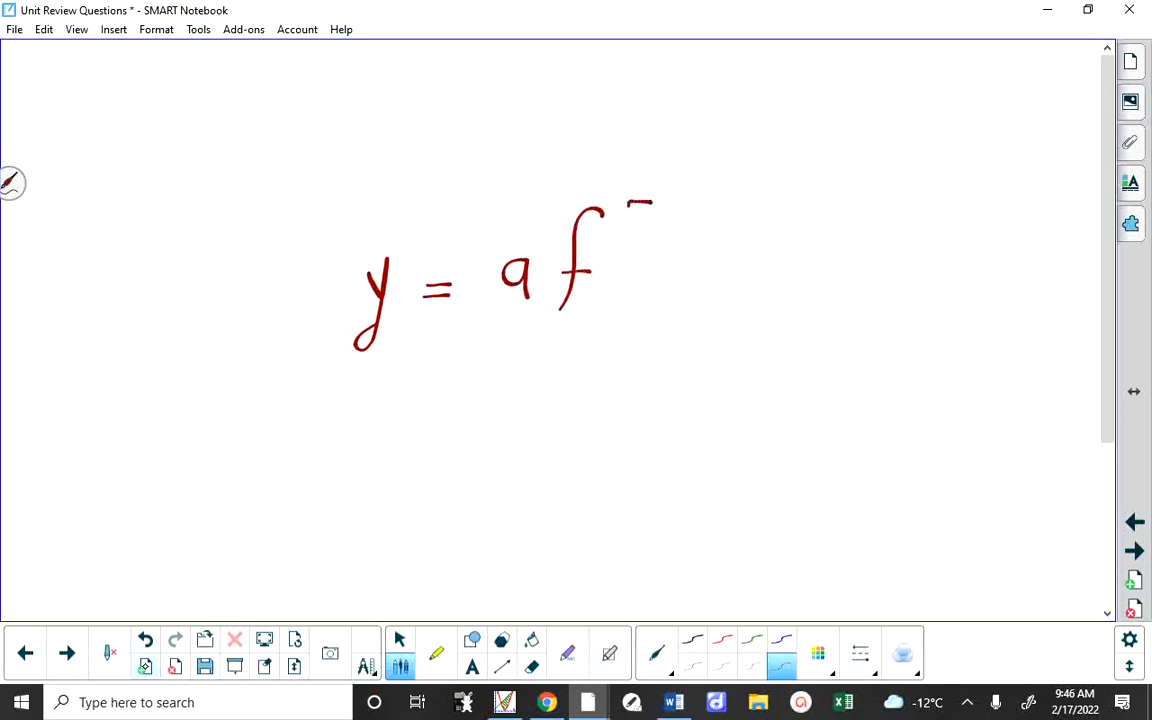 Unit Review Questions * - SMART Notebook
File Edit View Insert Format Tools Add-ons Account Help
y = a f ⁻
Type here to search
-12°C
9:46 AM
2/17/2022